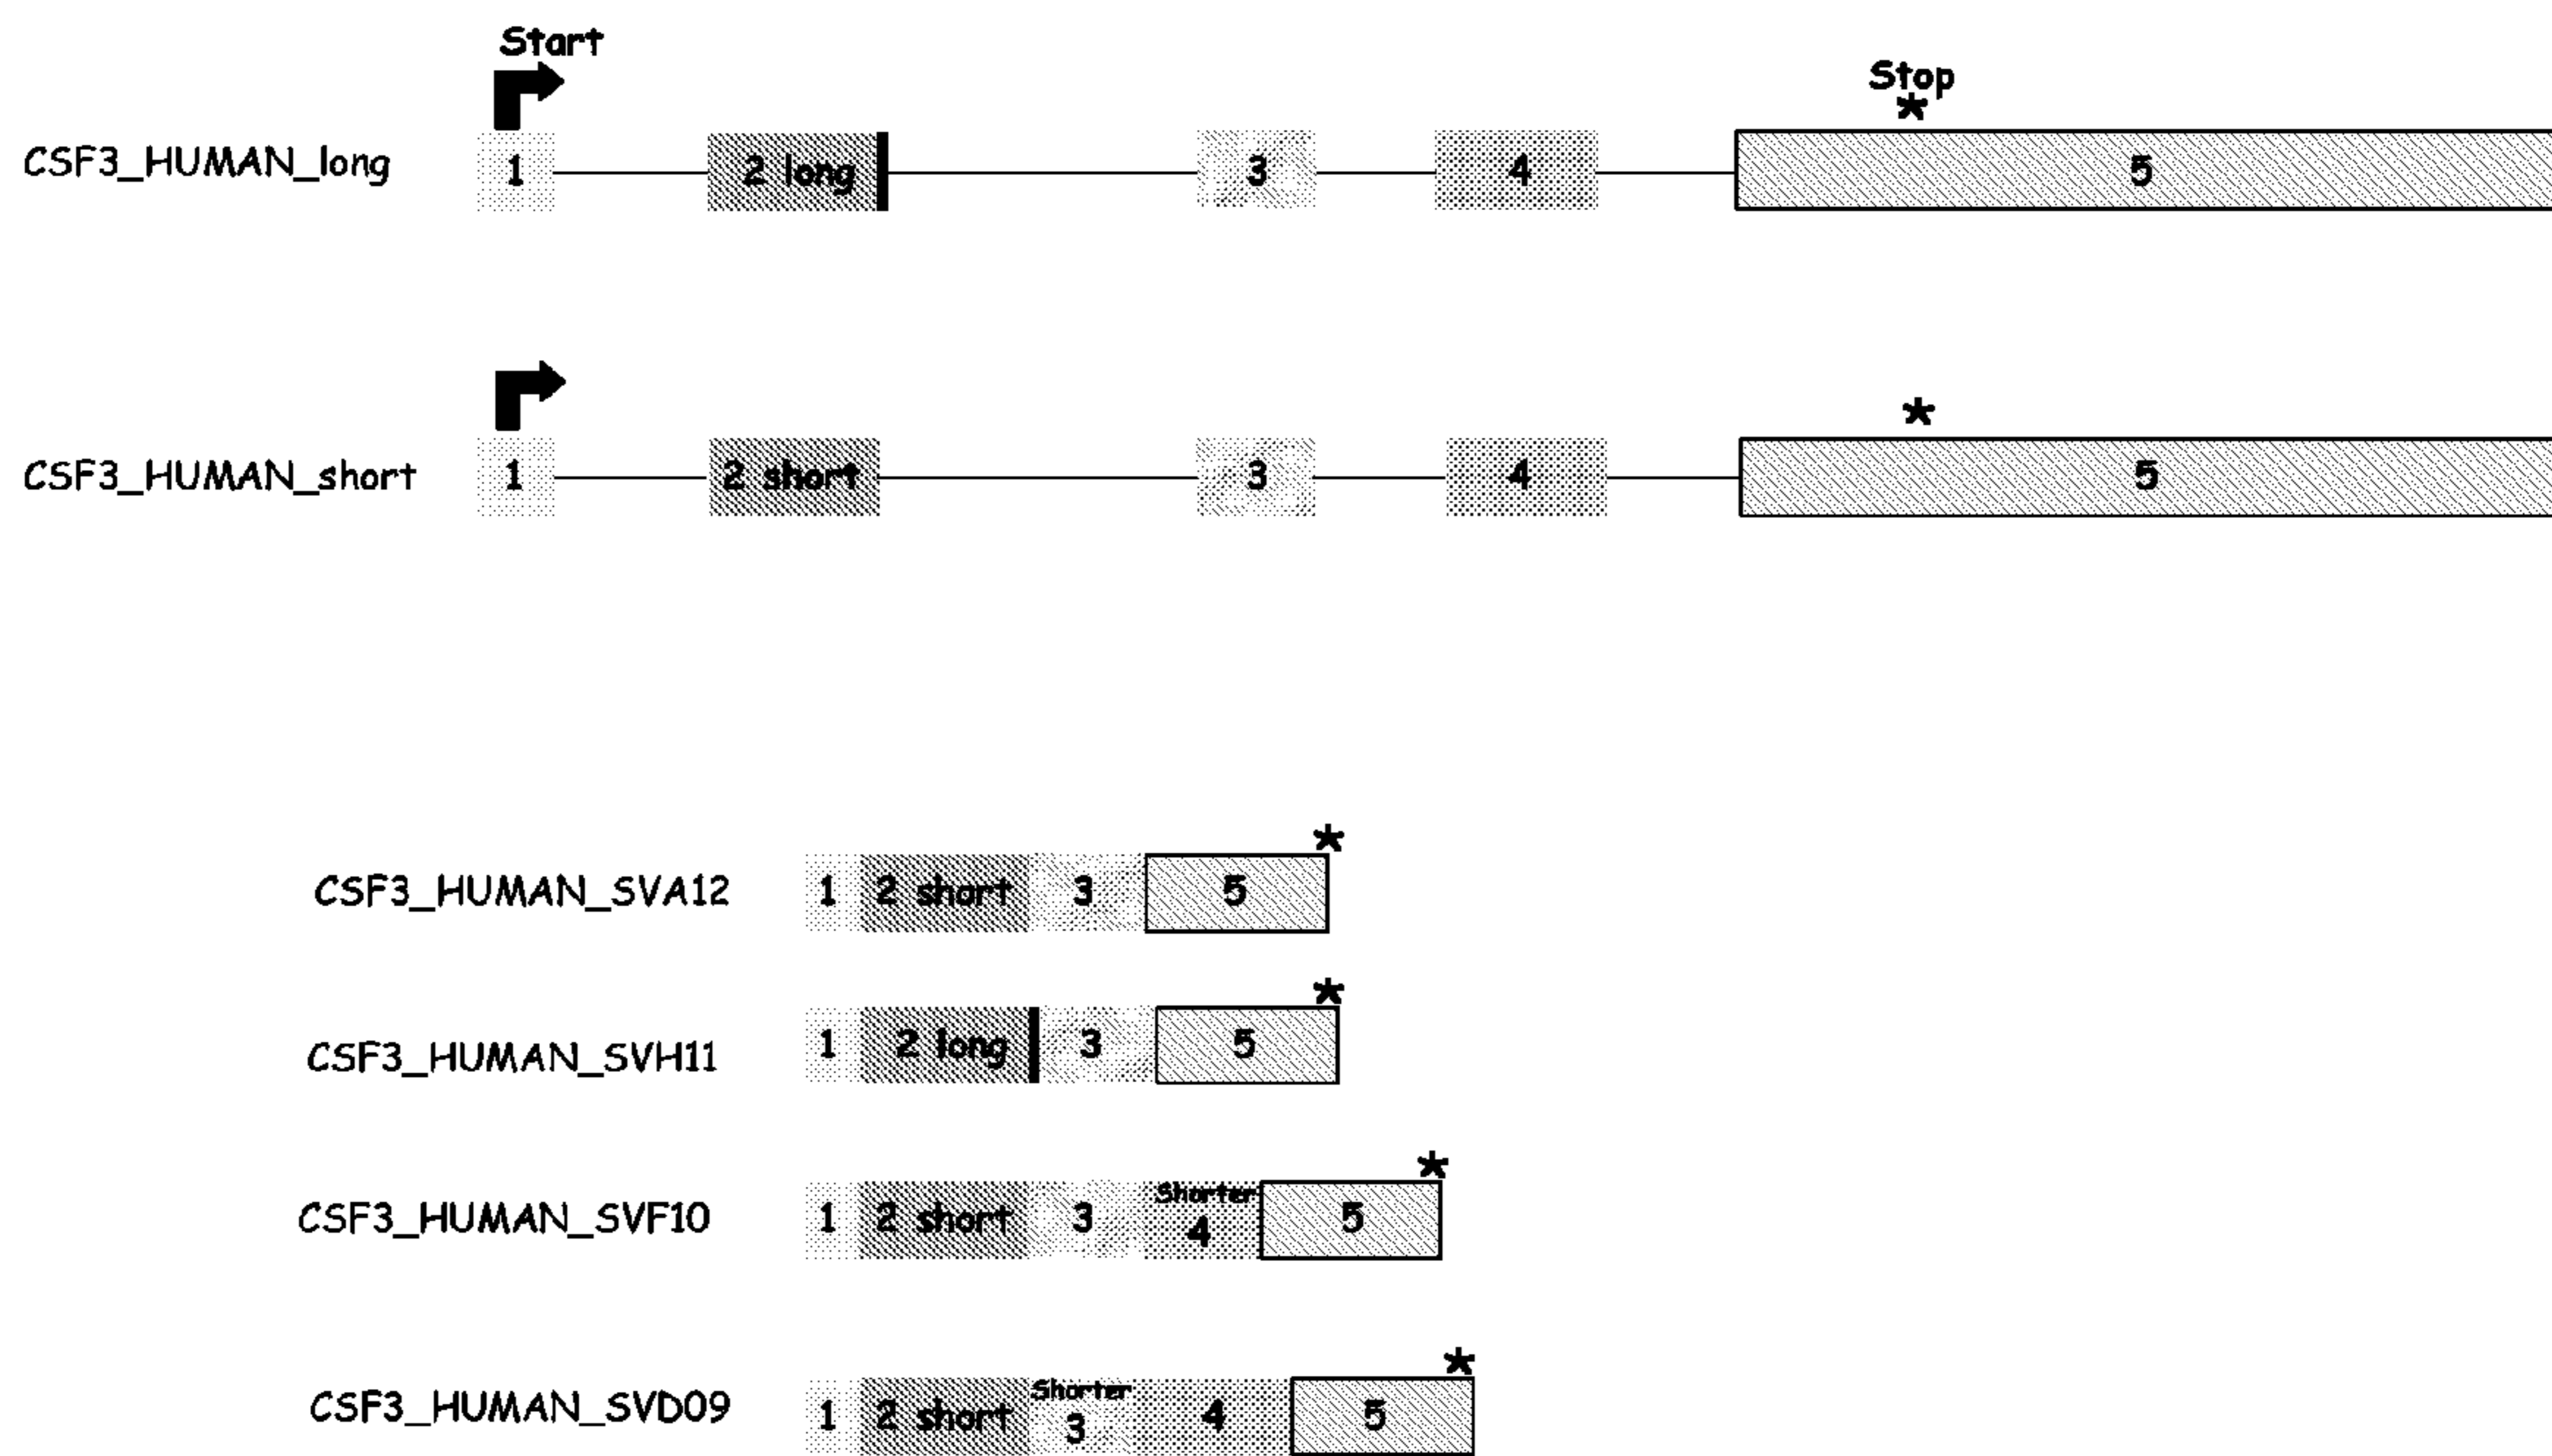 Start
Stop
*
CSF3_HUMAN_long 1 2 long 3 4 5
*
CSF3_HUMAN_short 1 2 short 3 4 5
*
CSF3_HUMAN_SVA12 1 2 short 3 5
*
CSF3_HUMAN_SVH11 1 2 long 3 5
*
Shorter
CSF3_HUMAN_SVF10 1 2 short 3 4 5
*
Shorter
CSF3_HUMAN_SVD09 1 2 short 3 4 5